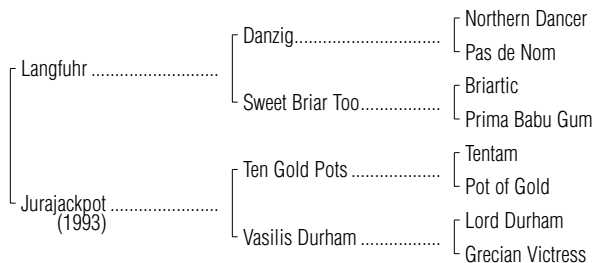 Northern Dancer
Danzig..............................
Pas de Nom
Langfuhr ..........................
Briartic
Sweet Briar Too.................
Prima Babu Gum
Tentam
Ten Gold Pots ...................
Pot of Gold
Jurajackpot ......................
(1993)
Lord Durham
Vasilis Durham .................
Grecian Victress